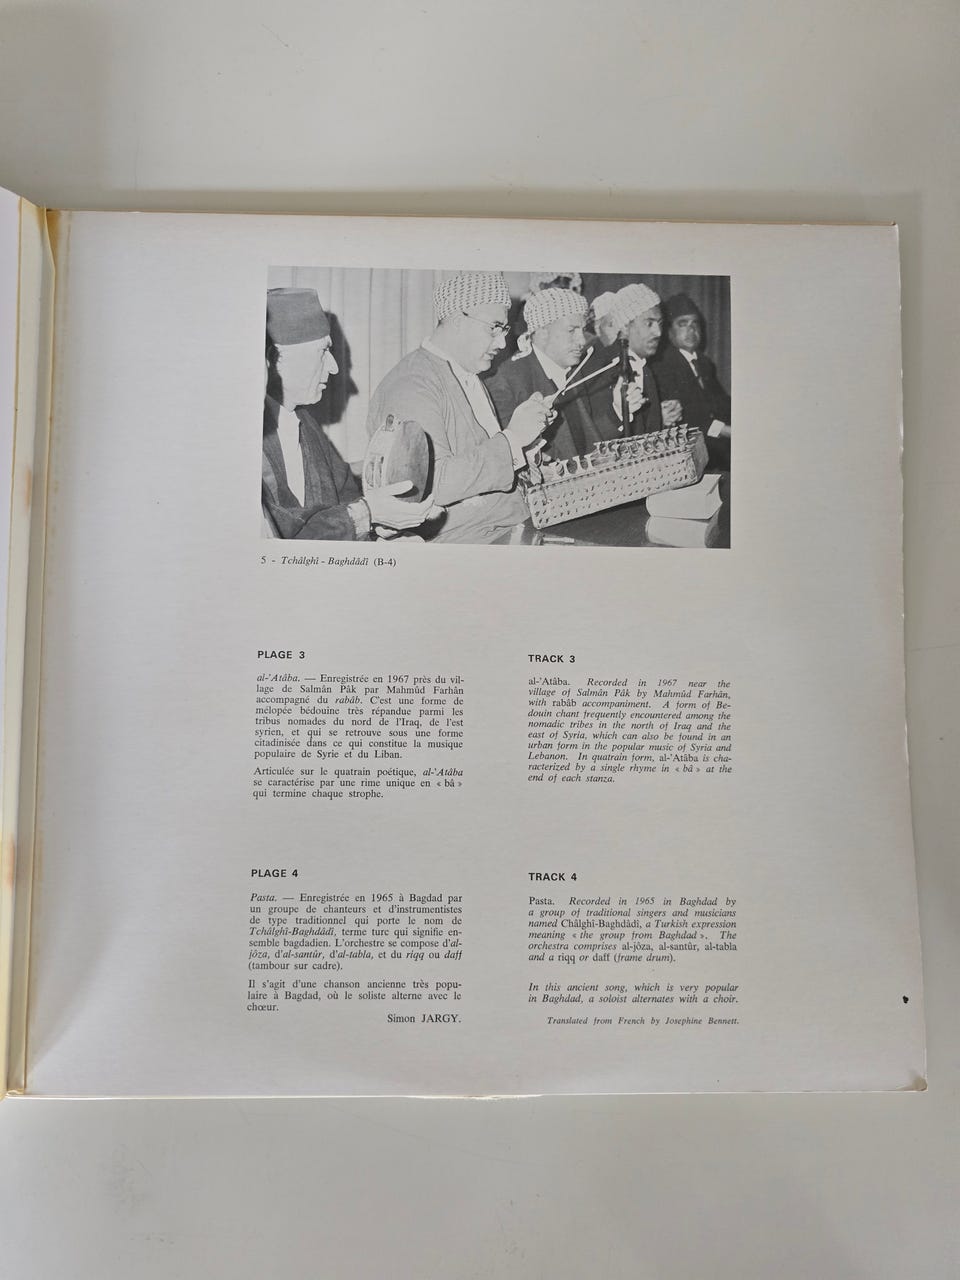 5 - Tchâlghî - Baghdâdî (B-4)
PLAGE 3
al-'Atâba. — Enregistrée en 1967 près du vil-
lage de Salmân Pâk par Mahmûd Farhân
accompagné du rabâb. C'est une forme de
mélopée bédouine très répandue parmi les
tribus nomades du nord de l'Iraq, de l'est
syrien, et qui se retrouve sous une forme
citadinisée dans ce qui constitue la musique
populaire de Syrie et du Liban.
Articulée sur le quatrain poétique, al-'Atâba
se caractérise par une rime unique en « bâ »
qui termine chaque strophe.
TRACK 3
al-'Atâba. Recorded in 1967 near the
village of Salmân Pâk by Mahmûd Farhân,
with rabâb accompaniment. A form of Be-
douin chant frequently encountered among the
nomadic tribes in the north of Iraq and the
east of Syria, which can also be found in an
urban form in the popular music of Syria and
Lebanon. In quatrain form, al-'Atâba is cha-
racterized by a single rhyme in « bâ » at the
end of each stanza.
PLAGE 4
Pasta. — Enregistrée en 1965 à Bagdad par
un groupe de chanteurs et d'instrumentistes
de type traditionnel qui porte le nom de
Tchâlghî-Baghdâdî, terme turc qui signifie en-
semble bagdadien. L'orchestre se compose d'al-
jôza, d'al-santûr, d'al-tabla, et du riqq ou daff
(tambour sur cadre).
Il s'agit d'une chanson ancienne très popu-
laire à Bagdad, où le soliste alterne avec le
chœur.
Simon JARGY.
TRACK 4
Pasta. Recorded in 1965 in Baghdad by
a group of traditional singers and musicians
named Châlghî-Baghdâdî, a Turkish expression
meaning « the group from Baghdad ». The
orchestra comprises al-jôza, al-santûr, al-tabla
and a riqq or daff (frame drum).
In this ancient song, which is very popular
in Baghdad, a soloist alternates with a choir.
Translated from French by Josephine Bennett.